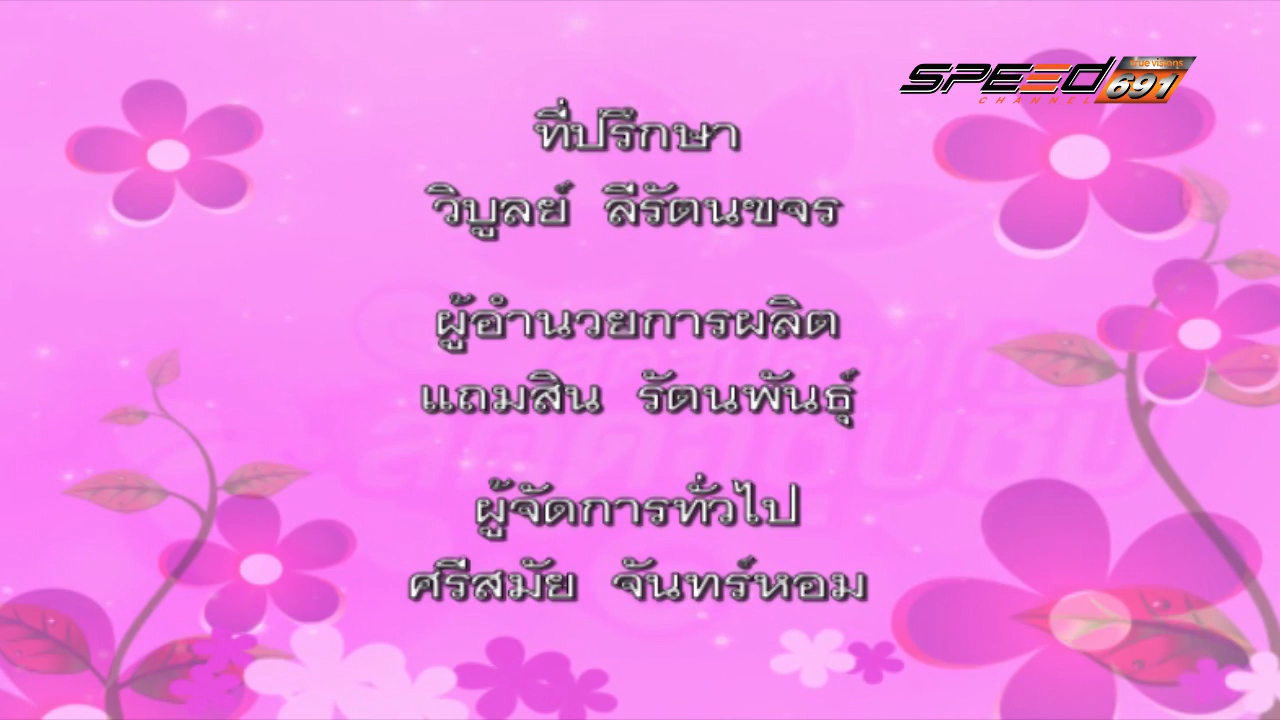 SPEED true visions 691
CHANNEL
ที่ปรึกษา
วิบูลย์ ลีรัตนขจร
ผู้อำนวยการผลิต
แถมสิน รัตนพันธุ์
ผู้จัดการทั่วไป
ศรีสมัย จันทร์หอม